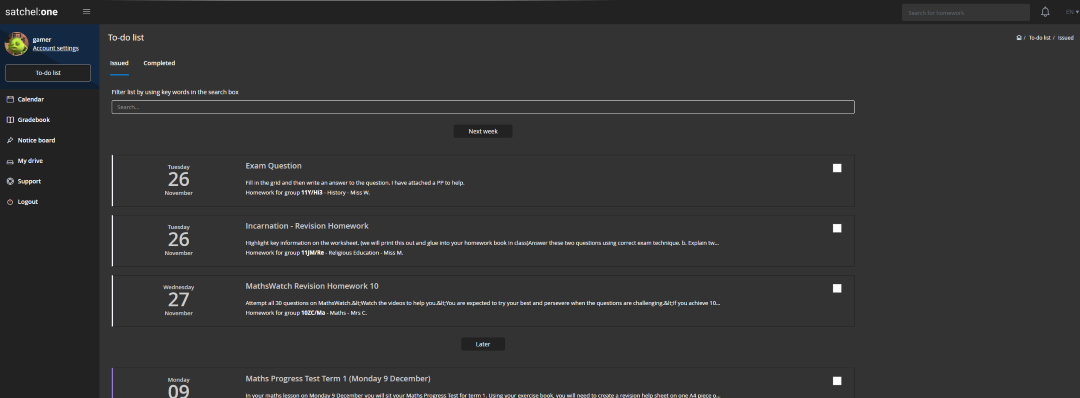 satchel:one
Search for homework
EN
gamer
Account settings
To-do list
Calendar
Gradebook
Notice board
My drive
Support
Logout
To-do list
/ To-do list / Issued
Issued
Completed
Filter list by using key words in the search box
Search...
Next week
Tuesday
26
November
Exam Question
Fill in the grid and then write an answer to the question. I have attached a PP to help.
Homework for group 11Y/Hi3 - History - Miss W.
Tuesday
26
November
Incarnation - Revision Homework
Highlight key information on the worksheet. (we will print this out and glue into your homework book in class)Answer these two questions using correct exam technique. b. Explain tw...
Homework for group 11JM/Re - Religious Education - Miss M.
Wednesday
27
November
MathsWatch Revision Homework 10
Attempt all 30 questions on MathsWatch.&lt;Watch the videos to help you.&lt;You are expected to try your best and persevere when the questions are challenging.&lt;If you achieve 10...
Homework for group 10ZC/Ma - Maths - Mrs C.
Later
Monday
09
Maths Progress Test Term 1 (Monday 9 December)
In your maths lesson on Monday 9 December you will sit your Maths Progress Test for term 1. Using your exercise book, you will need to create a revision help sheet on one A4 piece o...